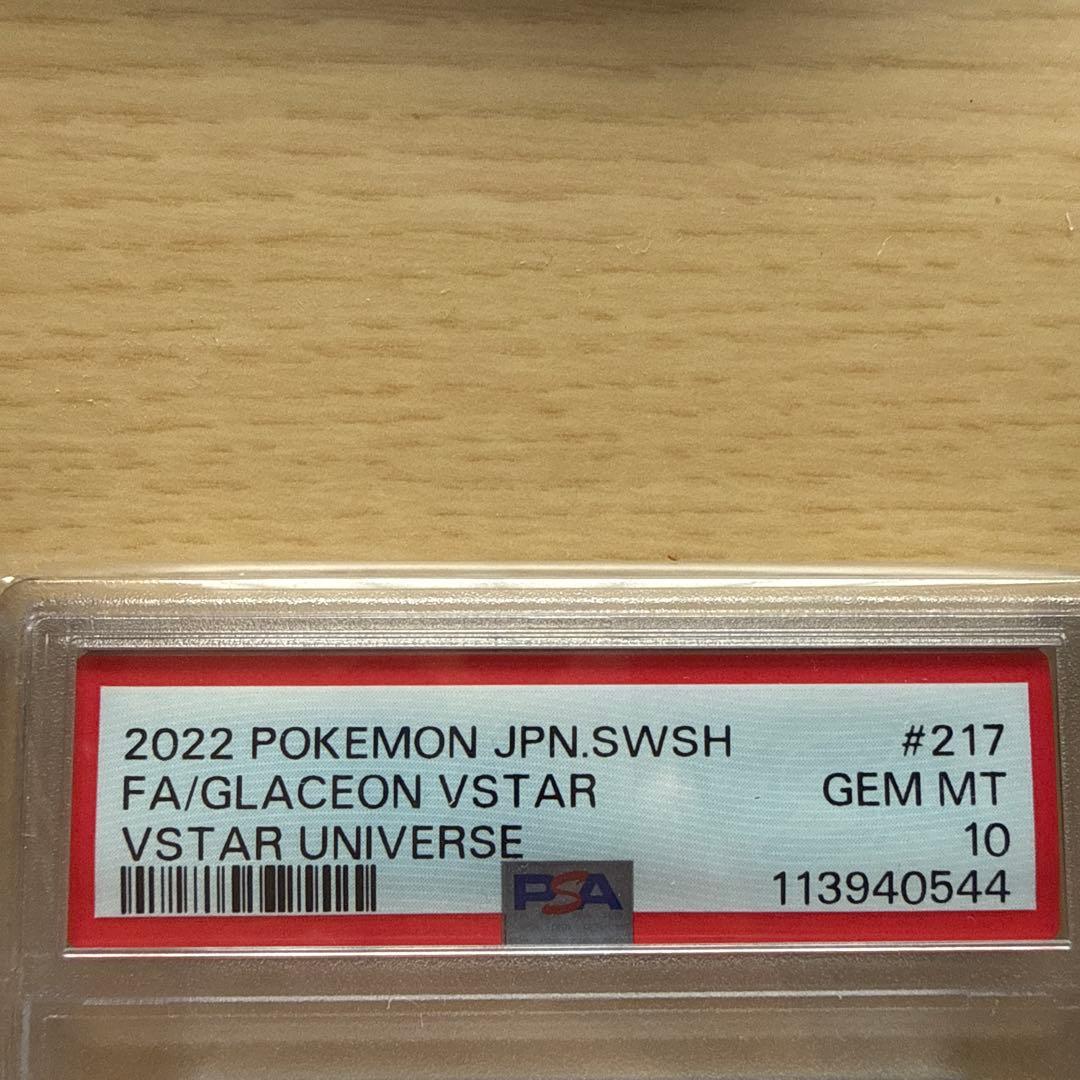 2022 POKEMON JPN.SWSH #217
FA/GLACEON VSTAR GEM MT
VSTAR UNIVERSE 10
PSA 113940544